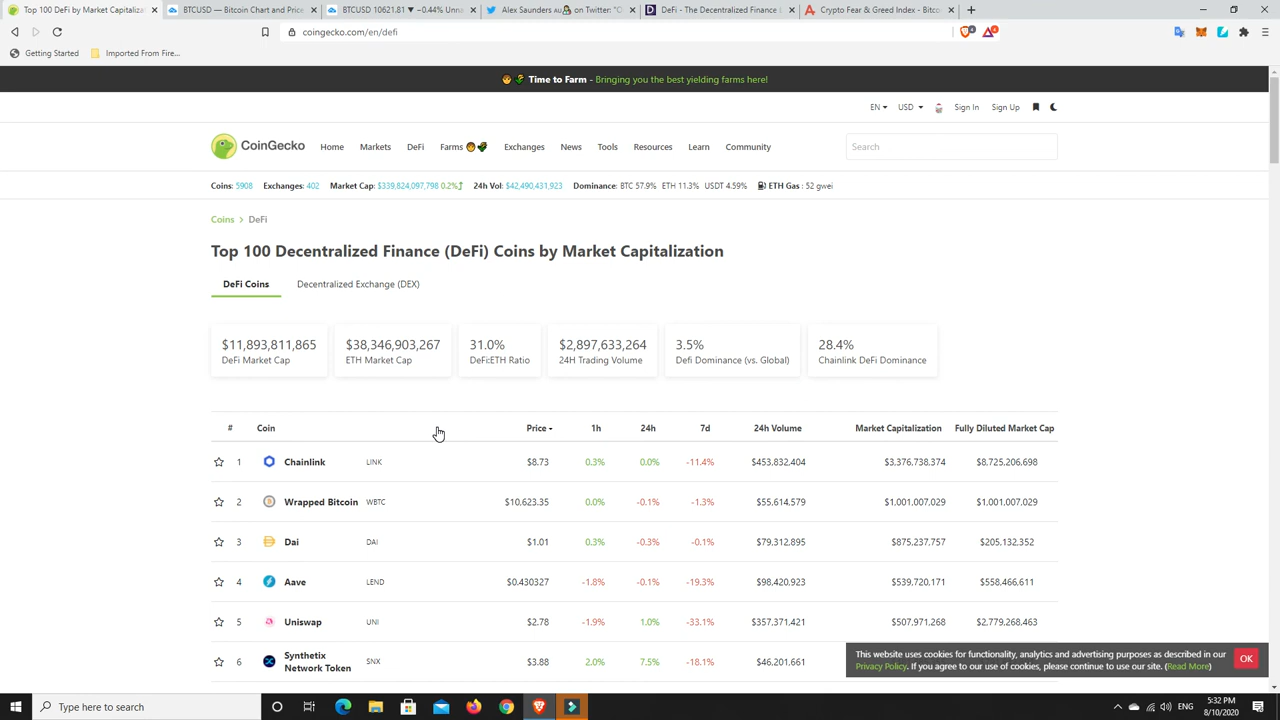 Top 100 DeFi by Market Capitaliza
BTCUSD — Bitcoin Chart and Price
BTCUSD 10621.81 ▼ −0.44% Unna
Alex Saunders
on Twitter: "C
DeFi - The Decentralized Finance L
Crypto Fear & Greed Index - Bitcoi
coingecko.com/en/defi
Getting Started
Imported From Fire...
Time to Farm - Bringing you the best yielding farms here!
EN
USD
Sign In
Sign Up
CoinGecko
Home
Markets
DeFi
Farms
Exchanges
News
Tools
Resources
Learn
Community
Search
Coins: 5908
Exchanges: 402
Market Cap: $339,824,097,798 0.2%
24h Vol: $42,490,431,923
Dominance: BTC 57.9% ETH 11.3% USDT 4.59%
ETH Gas : 52 gwei
Coins > DeFi
Top 100 Decentralized Finance (DeFi) Coins by Market Capitalization
DeFi Coins
Decentralized Exchange (DEX)
$11,893,811,865
DeFi Market Cap
$38,346,903,267
ETH Market Cap
31.0%
DeFi:ETH Ratio
$2,897,633,264
24H Trading Volume
3.5%
Defi Dominance (vs. Global)
28.4%
Chainlink DeFi Dominance
# Coin Price 1h 24h 7d 24h Volume Market Capitalization Fully Diluted Market Cap
1 Chainlink LINK $8.73 0.3% 0.0% -11.4% $453,832,404 $3,376,738,374 $8,725,206,698
2 Wrapped Bitcoin WBTC $10,623.35 0.0% -0.1% -1.3% $55,614,579 $1,001,007,029 $1,001,007,029
3 Dai DAI $1.01 0.3% -0.3% -0.1% $79,312,895 $875,237,757 $205,132,352
4 Aave LEND $0.430327 -1.8% -0.1% -19.3% $98,420,923 $539,720,171 $558,466,611
5 Uniswap UNI $2.78 -1.9% 1.0% -33.1% $357,371,421 $507,971,268 $2,779,268,463
6 Synthetix Network Token SNX $3.88 2.0% 7.5% -18.1% $46,201,661
This website uses cookies for functionality, analytics and advertising purposes as described in our
Privacy Policy. If you agree to our use of cookies, please continue to use our site. (Read More)
OK
Type here to search
5:32 PM
8/10/2020